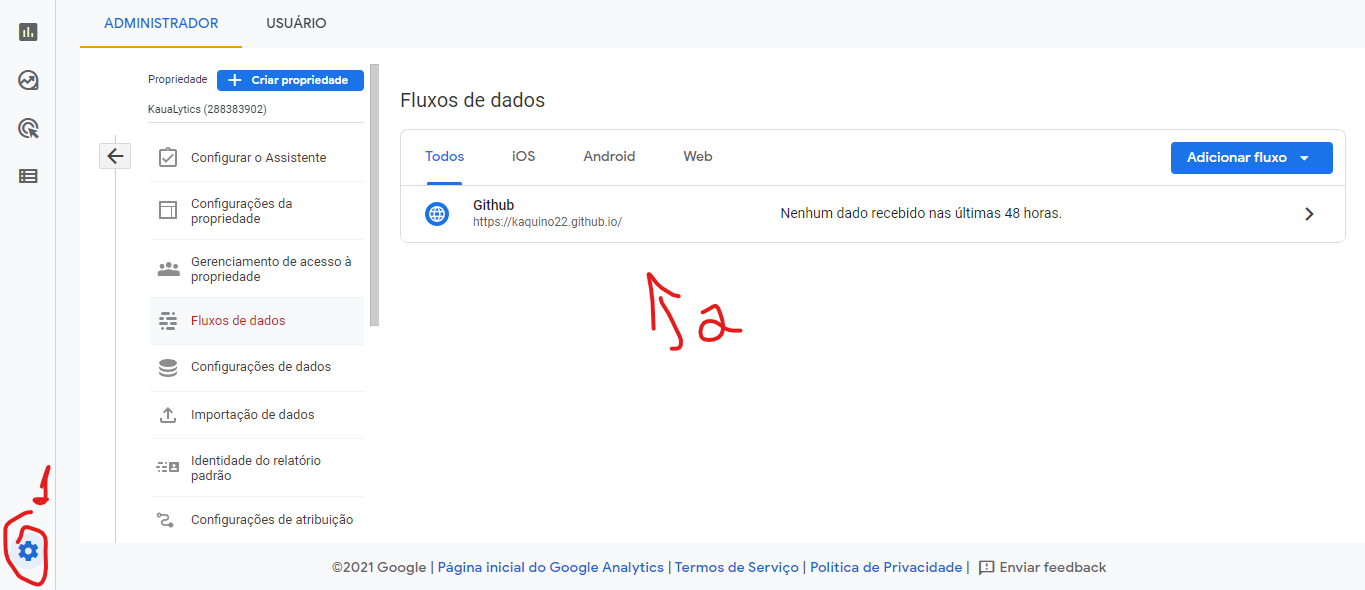 ADMINISTRADOR
USUÁRIO
Propriedade
Criar propriedade
KauaLytics (288383902)
Configurar o Assistente
Configurações da
propriedade
Gerenciamento de acesso à
propriedade
Fluxos de dados
Configurações de dados
Importação de dados
Identidade do relatório
padrão
Configurações de atribuição
Fluxos de dados
Todos
iOS
Android
Web
Adicionar fluxo
Github
https://kaquino22.github.io/
Nenhum dado recebido nas últimas 48 horas.
2
1
©2021 Google | Página inicial do Google Analytics | Termos de Serviço | Política de Privacidade | Enviar feedback